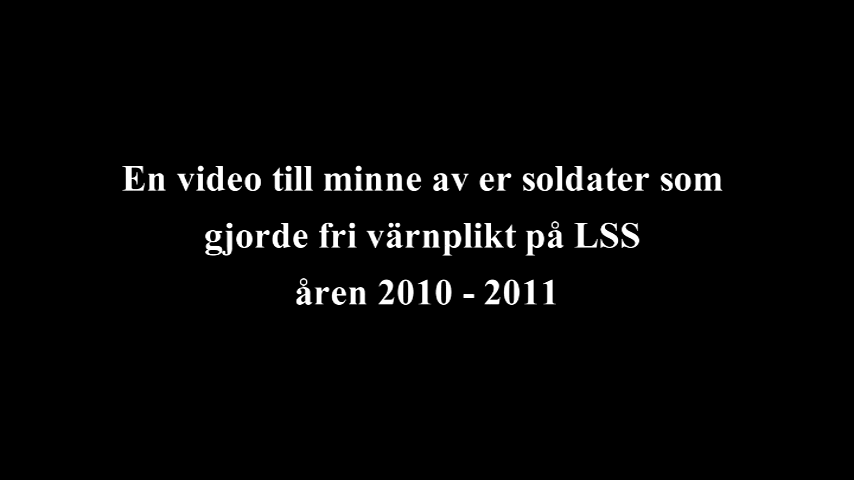 En video till minne av er soldater som
gjorde fri värnplikt på LSS
åren 2010 - 2011